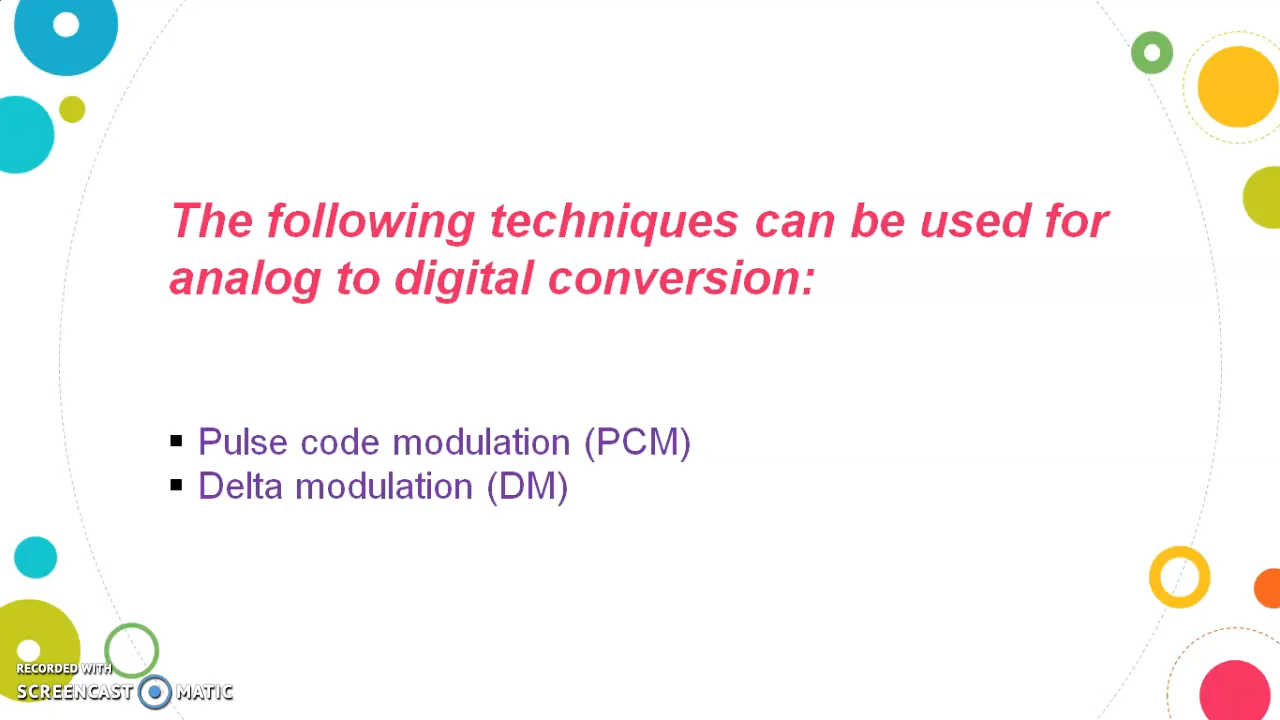 The following techniques can be used for
analog to digital conversion:
▪ Pulse code modulation (PCM)
▪ Delta modulation (DM)
RECORDED WITH
SCREENCAST MATIC